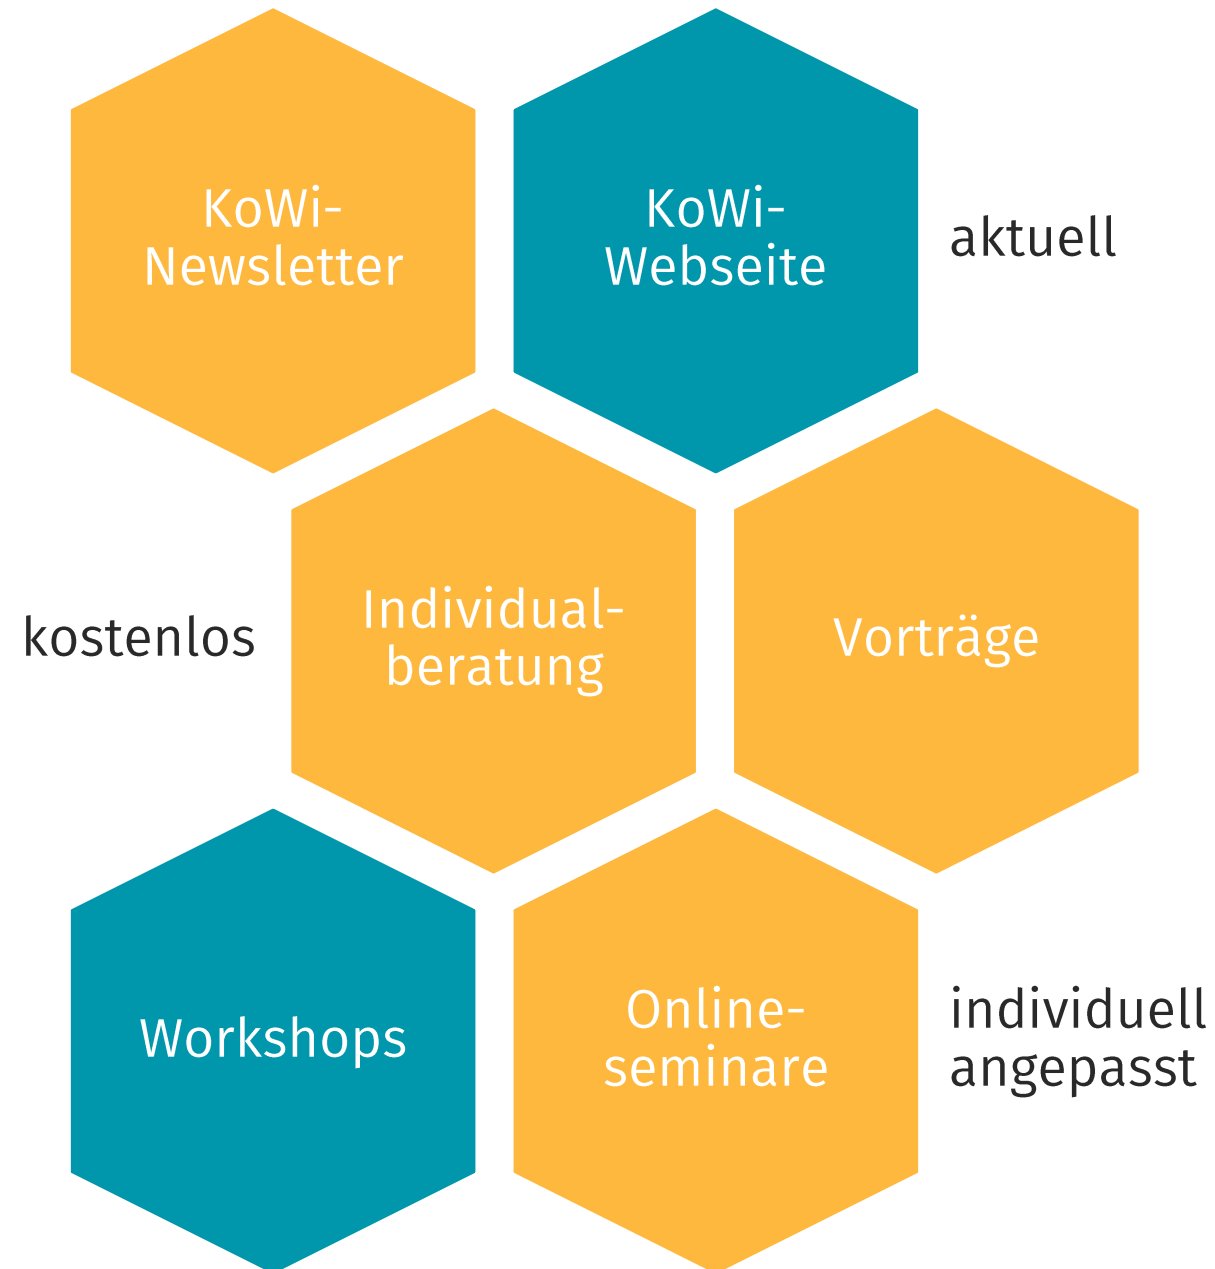 KoWi-
Newsletter
KoWi-
Webseite
aktuell
kostenlos
Individual-
beratung
Vorträge
Workshops
Online-
seminare
individuell
angepasst